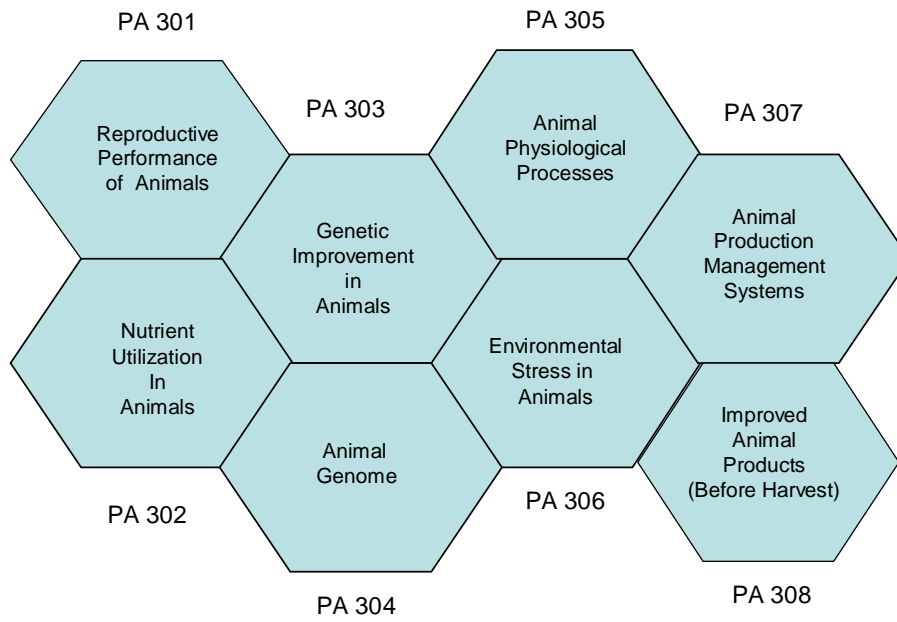 PA 301
Reproductive
Performance
of Animals
PA 303
Genetic
Improvement
in
Animals
PA 305
Animal
Physiological
Processes
PA 307
Animal
Production
Management
Systems
Nutrient
Utilization
In
Animals
PA 302
Animal
Genome
PA 304
Environmental
Stress in
Animals
PA 306
Improved
Animal
Products
(Before Harvest)
PA 308